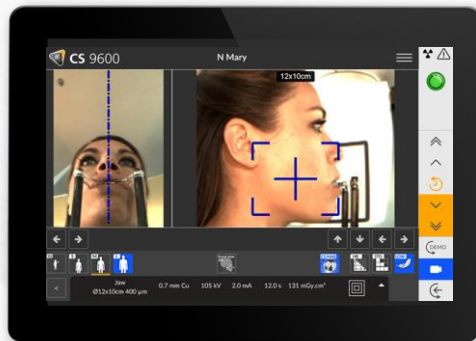 CS 9600
N Mary
12x10cm
S
M
L
DEMO
LOW
<
Jaw
Ø12x10cm 400 µm
0.7 mm Cu
105 kV
2.0 mA
12.0 s
131 mGy.cm²